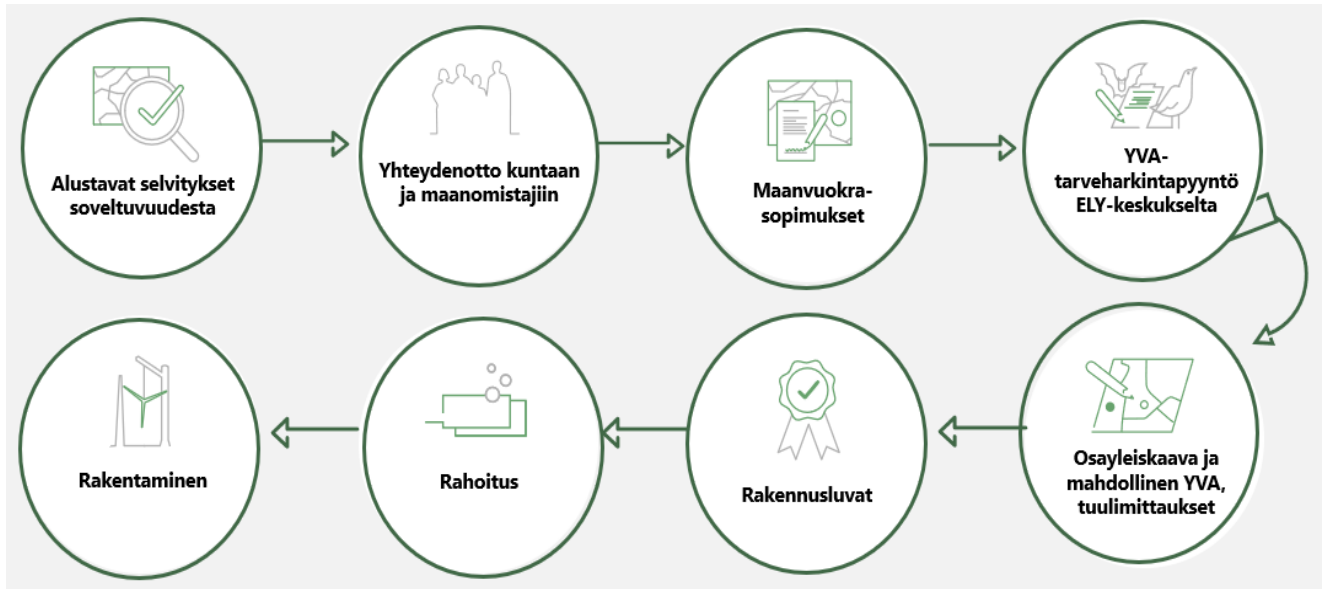 Alustavat selvitykset
soveltuvuudesta
Yhteydenotto kuntaan
ja maanomistajiin
Maanvuokra-
sopimukset
YVA-
tarveharkintapyyntö
ELY-keskukselta
Osayleiskaava ja
mahdollinen YVA,
tuulimittaukset
Rakennusluvat
Rahoitus
Rakentaminen